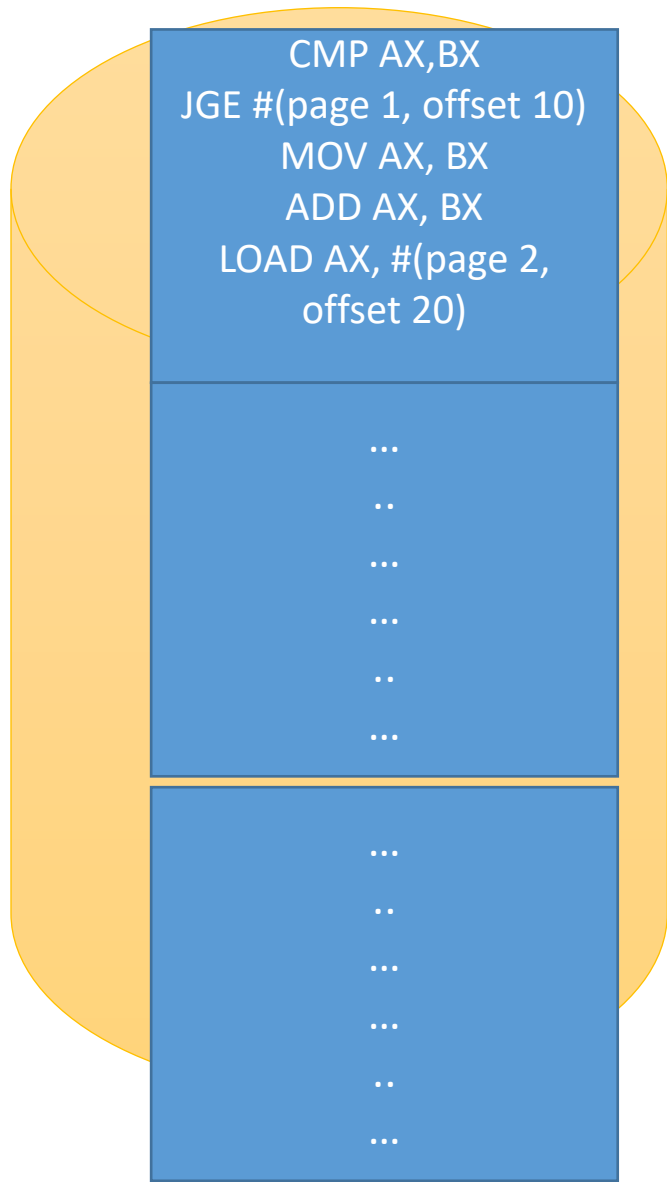 CMP AX,BX
JGE #(page 1, offset 10)
MOV AX, BX
ADD AX, BX
LOAD AX, #(page 2,
offset 20)
...
..
...
...
..
...
...
..
...
...
..
...